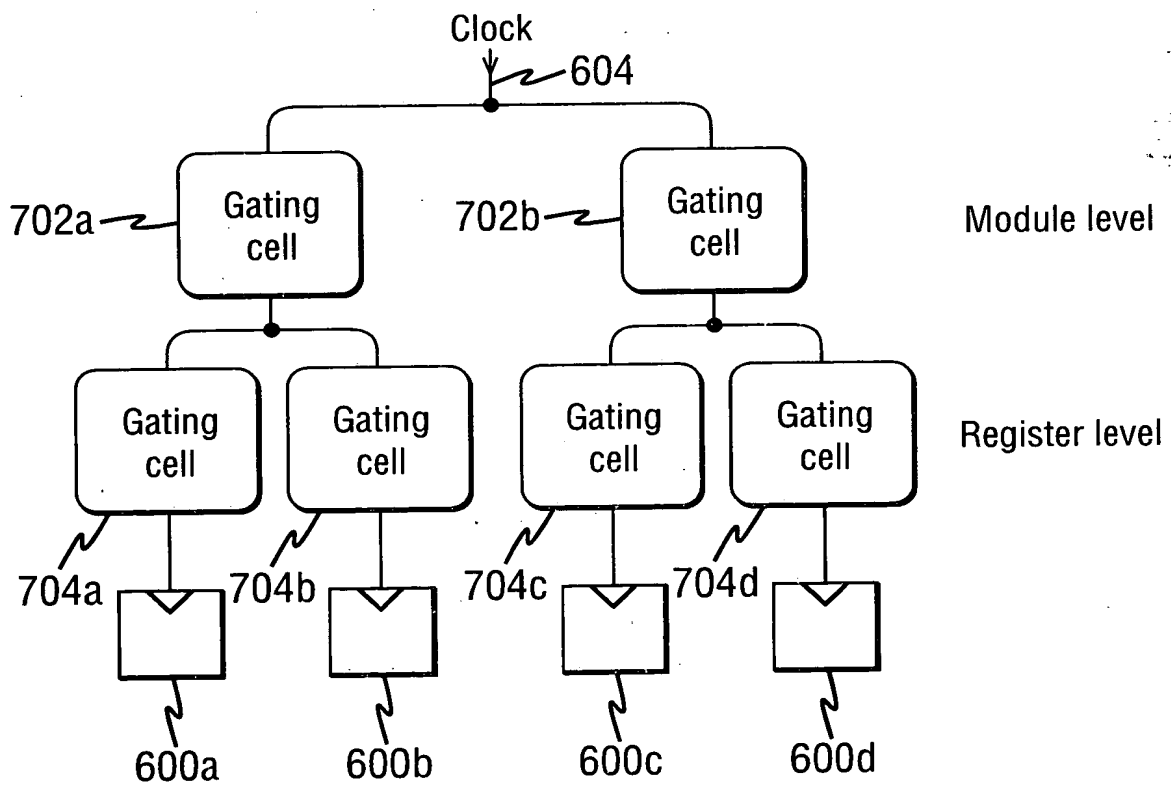 Clock
604
702a
Gating
cell
702b
Gating
cell
Module level
Gating
cell
Gating
cell
Gating
cell
Gating
cell
Register level
704a
704b
704c
704d
600a
600b
600c
600d